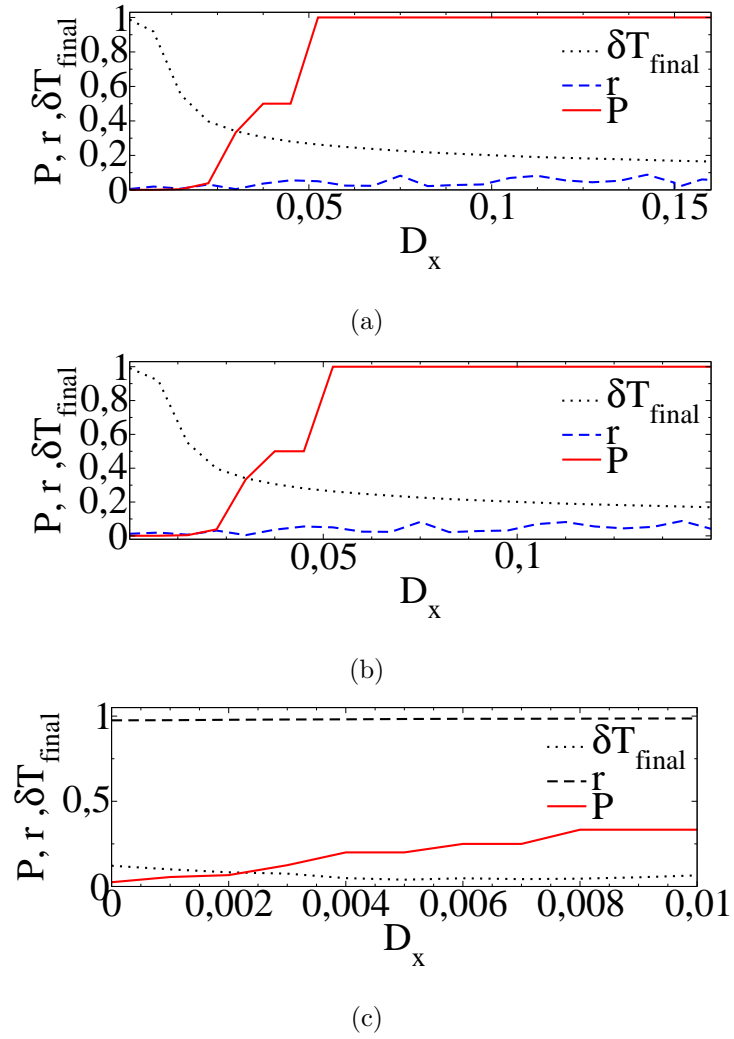 1
0,8
0,6
0,4
0,2
0
P, r ,δT_final
δT_final
r
P
0,05
0,1
0,15
D_x
(a)
1
0,8
0,6
0,4
0,2
0
P, r ,δT_final
δT_final
r
P
0,05
0,1
D_x
(b)
1
0,5
0
P, r ,δT_final
δT_final
r
P
0
0,002
0,004
0,006
0,008
0,01
D_x
(c)